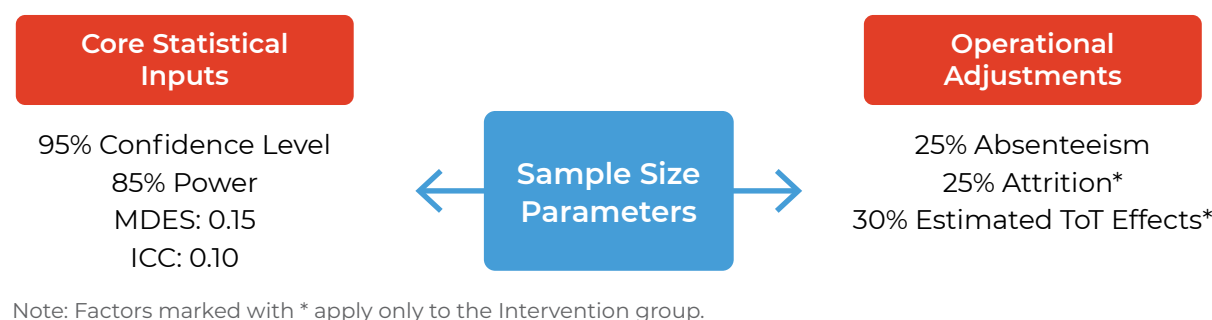 Core Statistical
Inputs
95% Confidence Level
85% Power
MDES: 0.15
ICC: 0.10
Sample Size
Parameters
Operational
Adjustments
25% Absenteeism
25% Attrition*
30% Estimated ToT Effects*
Note: Factors marked with * apply only to the Intervention group.